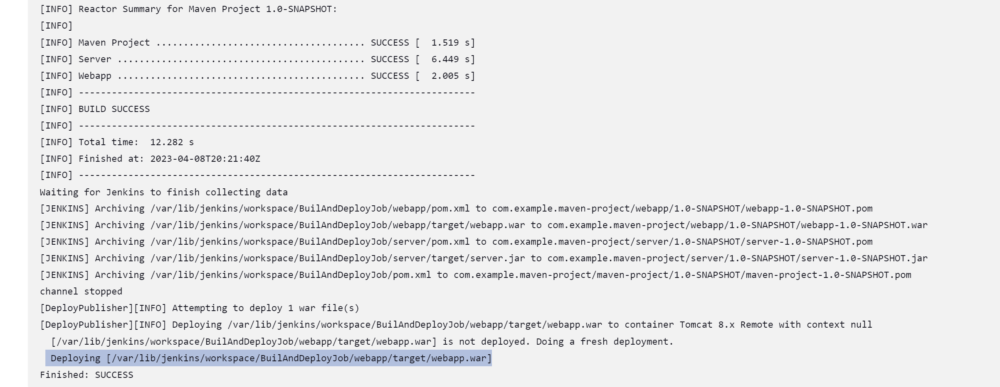 [INFO] Reactor Summary for Maven Project 1.0-SNAPSHOT:
[INFO]
[INFO] Maven Project ...................................... SUCCESS [  1.519 s]
[INFO] Server ............................................. SUCCESS [  6.449 s]
[INFO] Webapp ............................................. SUCCESS [  2.005 s]
[INFO] ------------------------------------------------------------------------
[INFO] BUILD SUCCESS
[INFO] ------------------------------------------------------------------------
[INFO] Total time:  12.282 s
[INFO] Finished at: 2023-04-08T20:21:40Z
[INFO] ------------------------------------------------------------------------
Waiting for Jenkins to finish collecting data
[JENKINS] Archiving /var/lib/jenkins/workspace/BuilAndDeployJob/webapp/pom.xml to com.example.maven-project/webapp/1.0-SNAPSHOT/webapp-1.0-SNAPSHOT.pom
[JENKINS] Archiving /var/lib/jenkins/workspace/BuilAndDeployJob/webapp/target/webapp.war to com.example.maven-project/webapp/1.0-SNAPSHOT/webapp-1.0-SNAPSHOT.war
[JENKINS] Archiving /var/lib/jenkins/workspace/BuilAndDeployJob/server/pom.xml to com.example.maven-project/server/1.0-SNAPSHOT/server-1.0-SNAPSHOT.pom
[JENKINS] Archiving /var/lib/jenkins/workspace/BuilAndDeployJob/server/target/server.jar to com.example.maven-project/server/1.0-SNAPSHOT/server-1.0-SNAPSHOT.jar
[JENKINS] Archiving /var/lib/jenkins/workspace/BuilAndDeployJob/pom.xml to com.example.maven-project/maven-project/1.0-SNAPSHOT/maven-project-1.0-SNAPSHOT.pom
channel stopped
[DeployPublisher][INFO] Attempting to deploy 1 war file(s)
[DeployPublisher][INFO] Deploying /var/lib/jenkins/workspace/BuilAndDeployJob/webapp/target/webapp.war to container Tomcat 8.x Remote with context null
  [/var/lib/jenkins/workspace/BuilAndDeployJob/webapp/target/webapp.war] is not deployed. Doing a fresh deployment.
  Deploying [/var/lib/jenkins/workspace/BuilAndDeployJob/webapp/target/webapp.war]
Finished: SUCCESS